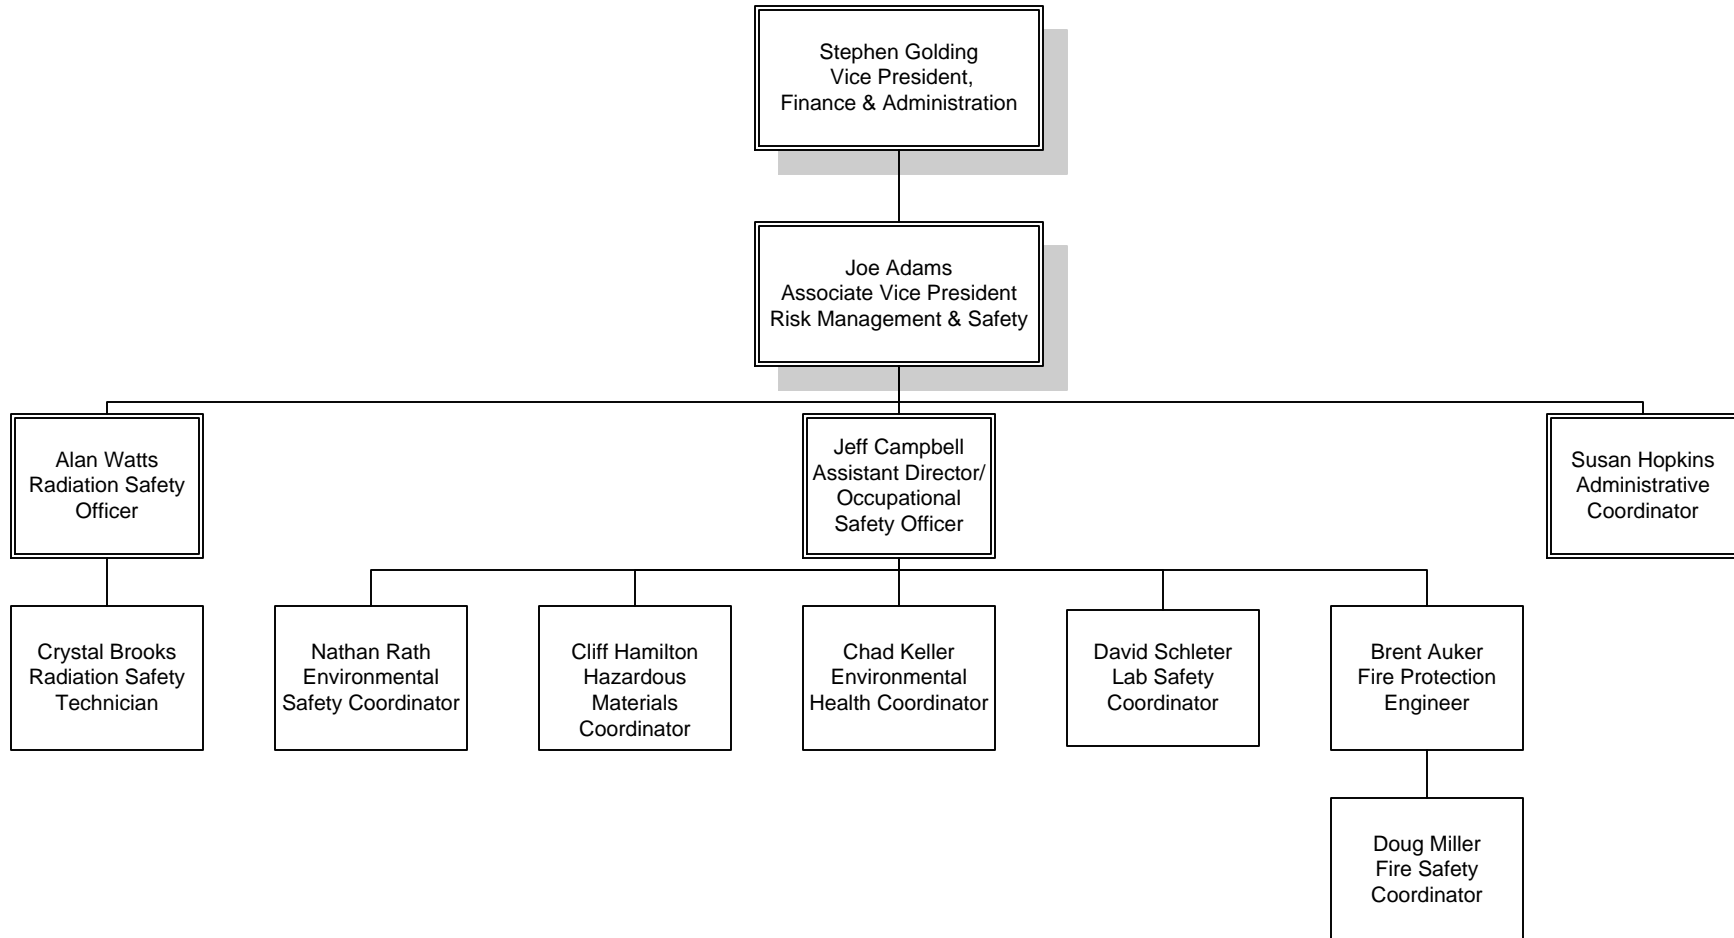 Stephen Golding
Vice President,
Finance & Administration
Joe Adams
Associate Vice President
Risk Management & Safety
Alan Watts
Radiation Safety
Officer
Jeff Campbell
Assistant Director/
Occupational
Safety Officer
Susan Hopkins
Administrative
Coordinator
Crystal Brooks
Radiation Safety
Technician
Nathan Rath
Environmental
Safety Coordinator
Cliff Hamilton
Hazardous
Materials
Coordinator
Chad Keller
Environmental
Health Coordinator
David Schleter
Lab Safety
Coordinator
Brent Auker
Fire Protection
Engineer
Doug Miller
Fire Safety
Coordinator